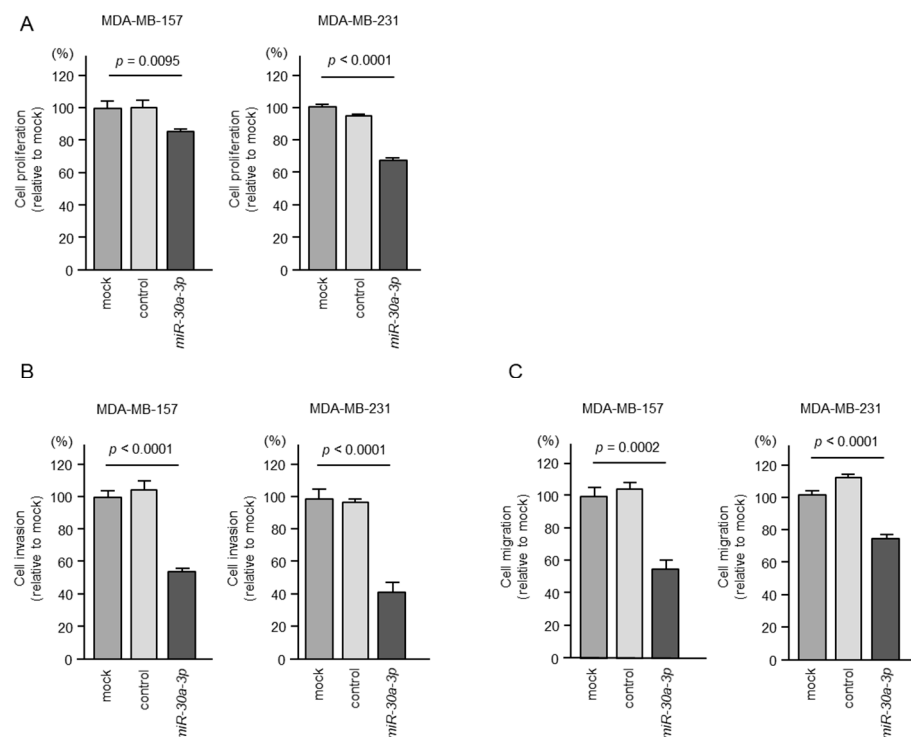 A
MDA-MB-157
(%)
p = 0.0095
120
100
80
60
40
20
0
Cell proliferation
(relative to mock)
mock
control
miR-30a-3p
MDA-MB-231
(%)
p < 0.0001
120
100
80
60
40
20
0
Cell proliferation
(relative to mock)
mock
control
miR-30a-3p
B
MDA-MB-157
(%)
p < 0.0001
120
100
80
60
40
20
0
Cell invasion
(relative to mock)
mock
control
miR-30a-3p
MDA-MB-231
(%)
p < 0.0001
120
100
80
60
40
20
0
Cell invasion
(relative to mock)
mock
control
miR-30a-3p
C
MDA-MB-157
(%)
p = 0.0002
120
100
80
60
40
20
0
Cell migration
(relative to mock)
mock
control
miR-30a-3p
MDA-MB-231
(%)
p < 0.0001
120
100
80
60
40
20
0
Cell migration
(relative to mock)
mock
control
miR-30a-3p